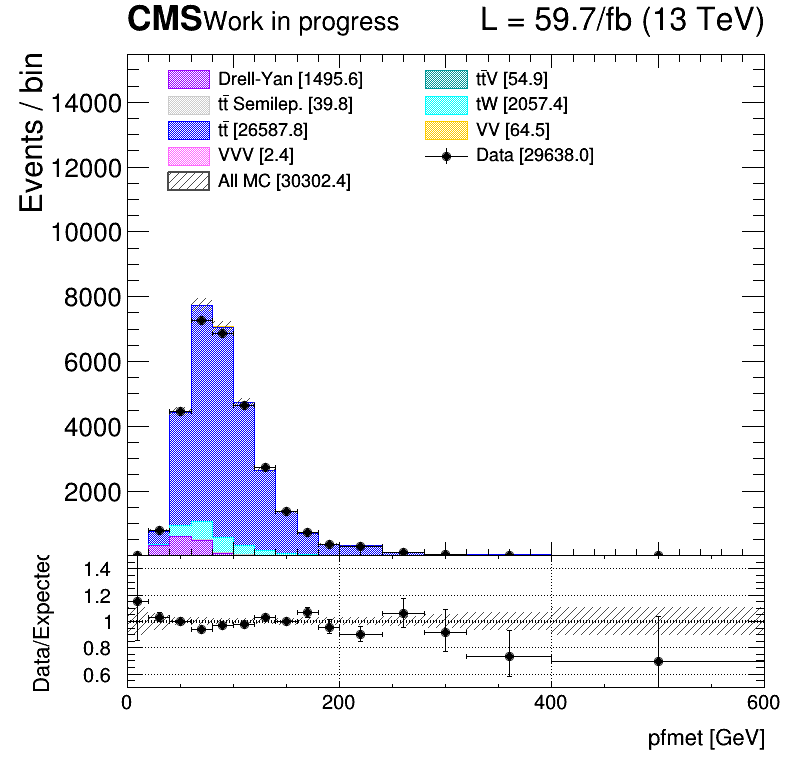 CMS Work in progress L = 59.7/fb (13 TeV)
Events / bin
Drell-Yan [1495.6]
tt̄ Semilep. [39.8]
tt̄ [26587.8]
VVV [2.4]
All MC [30302.4]
tt̄V [54.9]
tW [2057.4]
VV [64.5]
Data [29638.0]
14000
12000
10000
8000
6000
4000
2000
Data/Expected
1.4
1.2
1
0.8
0.6
0 200 400 600
pfmet [GeV]